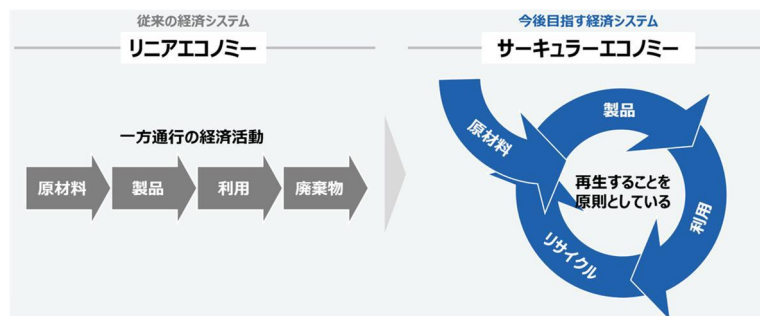 従来の経済システム
リニアエコノミー
一方通行の経済活動
原材料
製品
利用
廃棄物
今後目指す経済システム
サーキュラーエコノミー
原材料
製品
利用
リサイクル
再生することを
原則としている